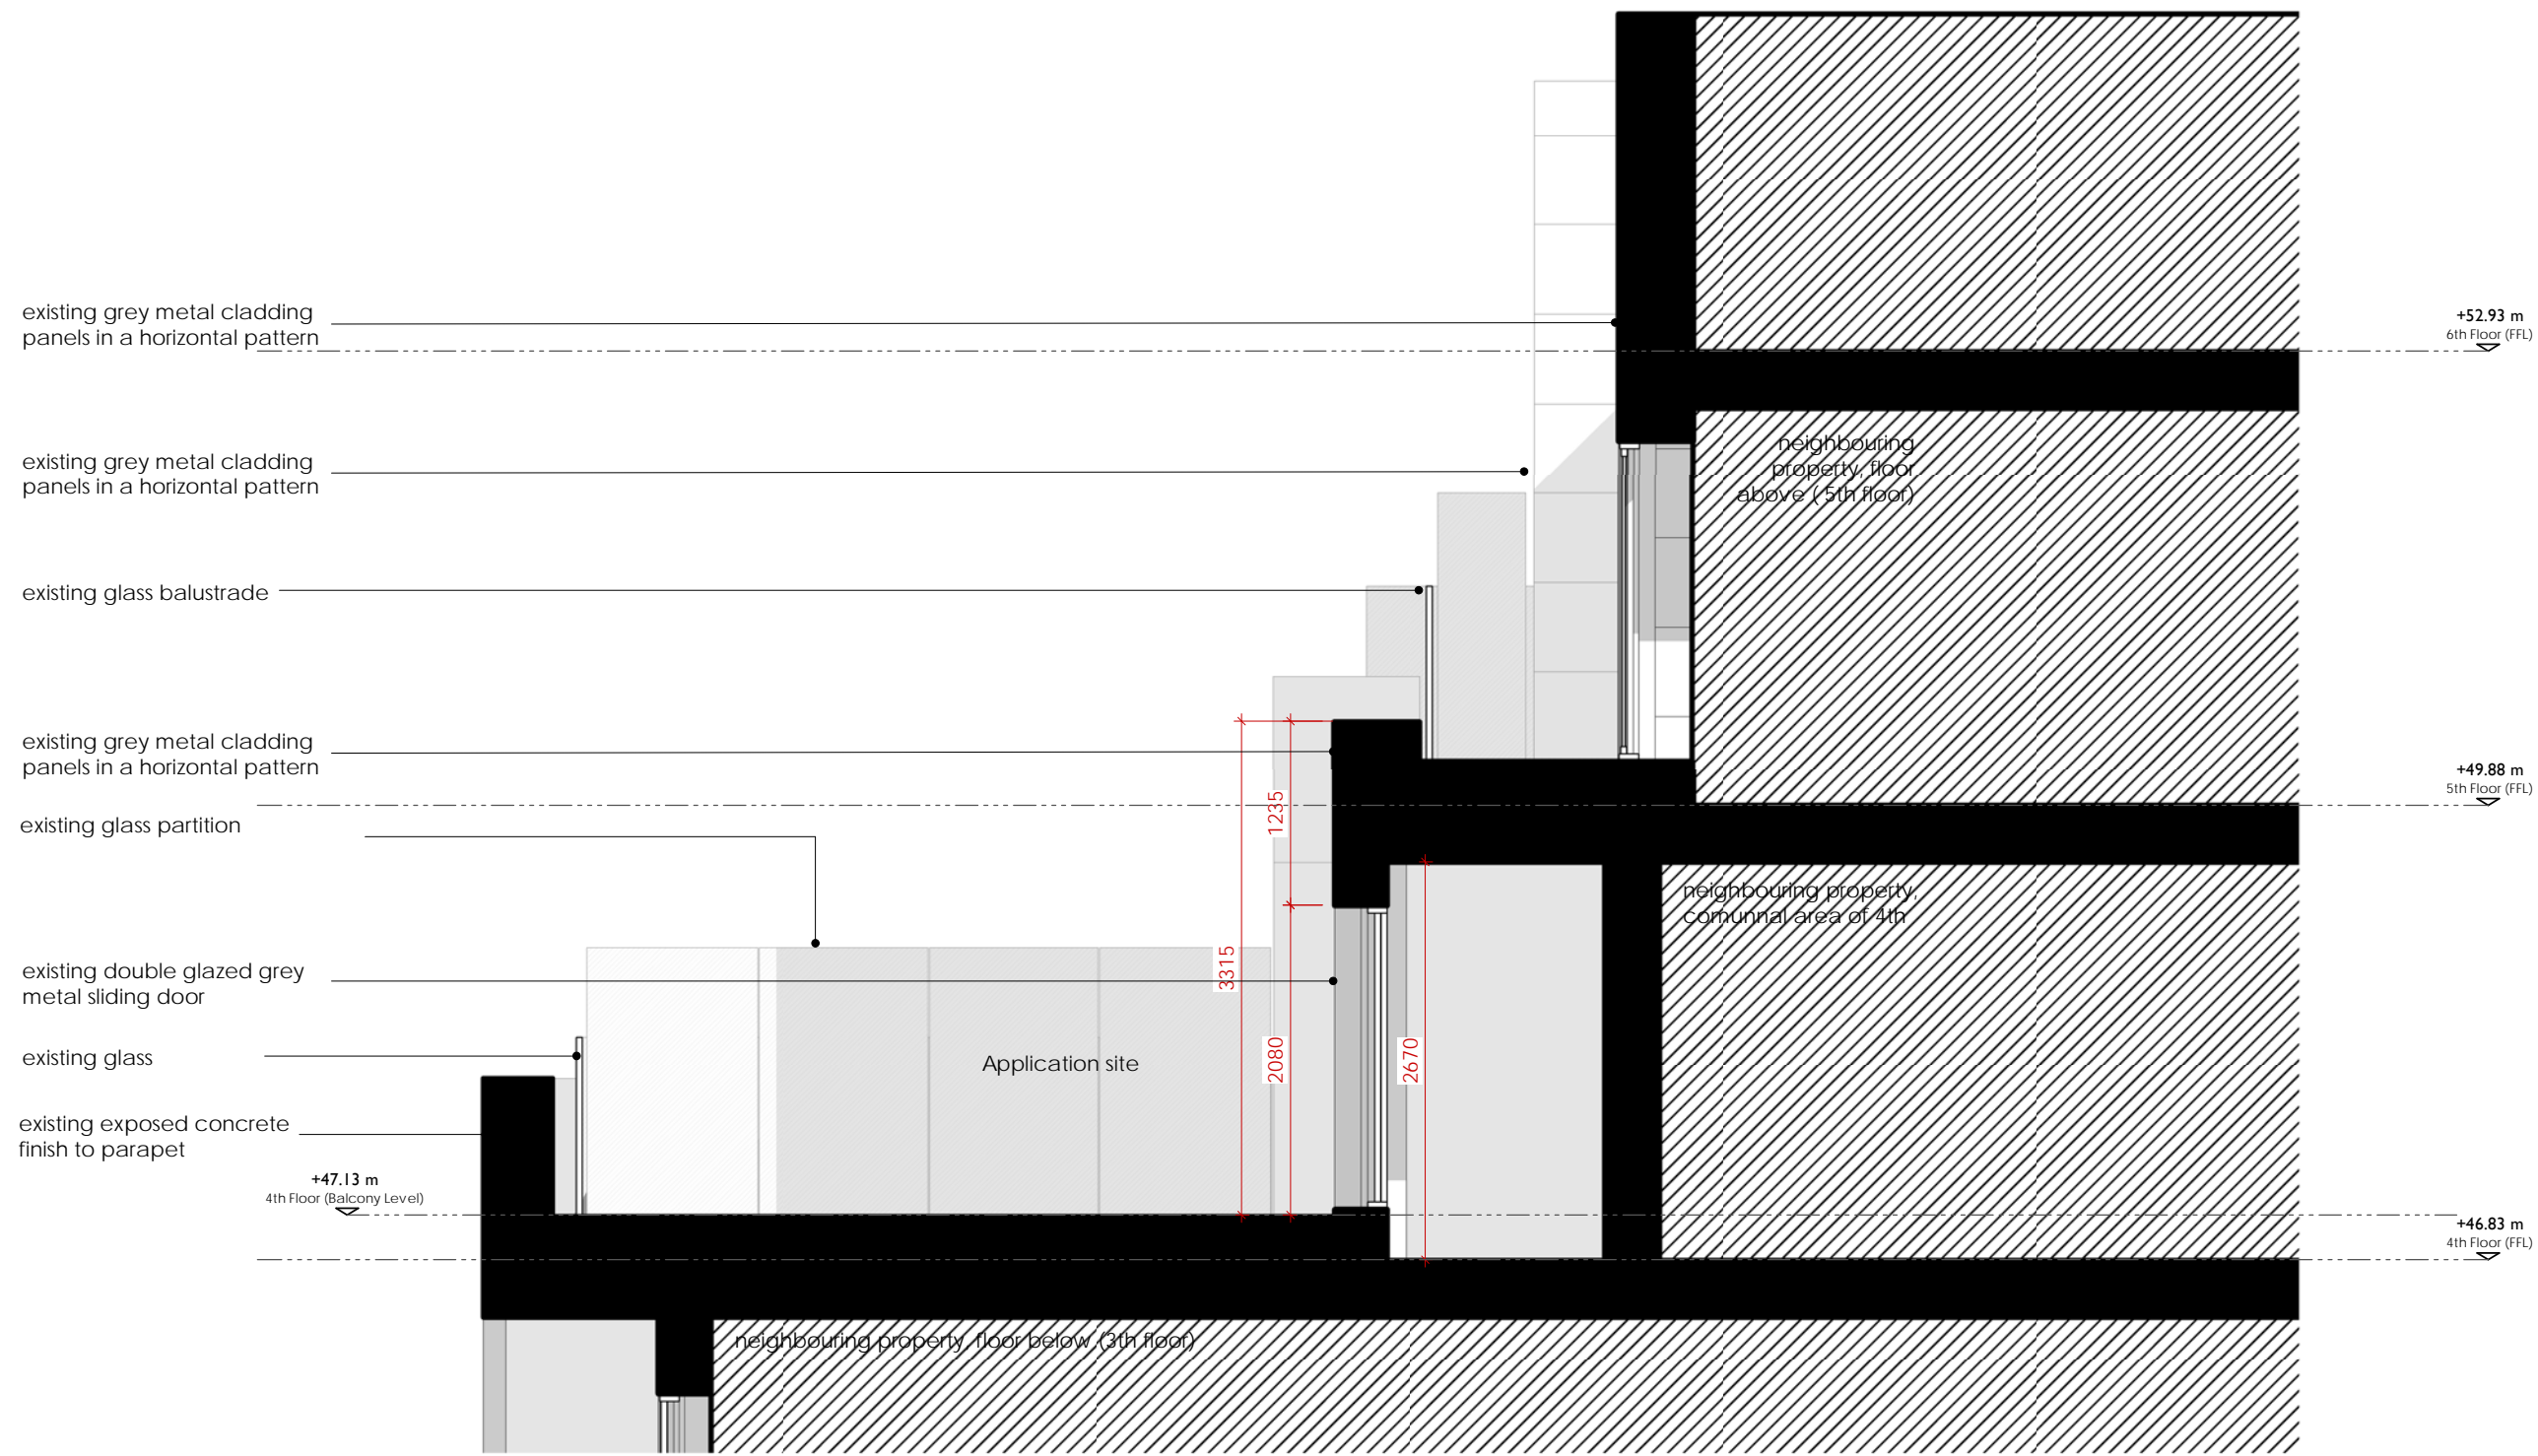 existing grey metal cladding
panels in a horizontal pattern
+52.93 m
6th Floor (FFL)
existing grey metal cladding
panels in a horizontal pattern
neighbouring
property, floor
above ( 5th floor)
existing glass balustrade
existing grey metal cladding
panels in a horizontal pattern
+49.88 m
5th Floor (FFL)
1235
existing glass partition
neighbouring property,
comunnal area of 4th
3315
existing double glazed grey
metal sliding door
existing glass
Application site
2080
2670
existing exposed concrete
finish to parapet
+47.13 m
4th Floor (Balcony Level)
+46.83 m
4th Floor (FFL)
neighbouring property, floor below (3th floor)